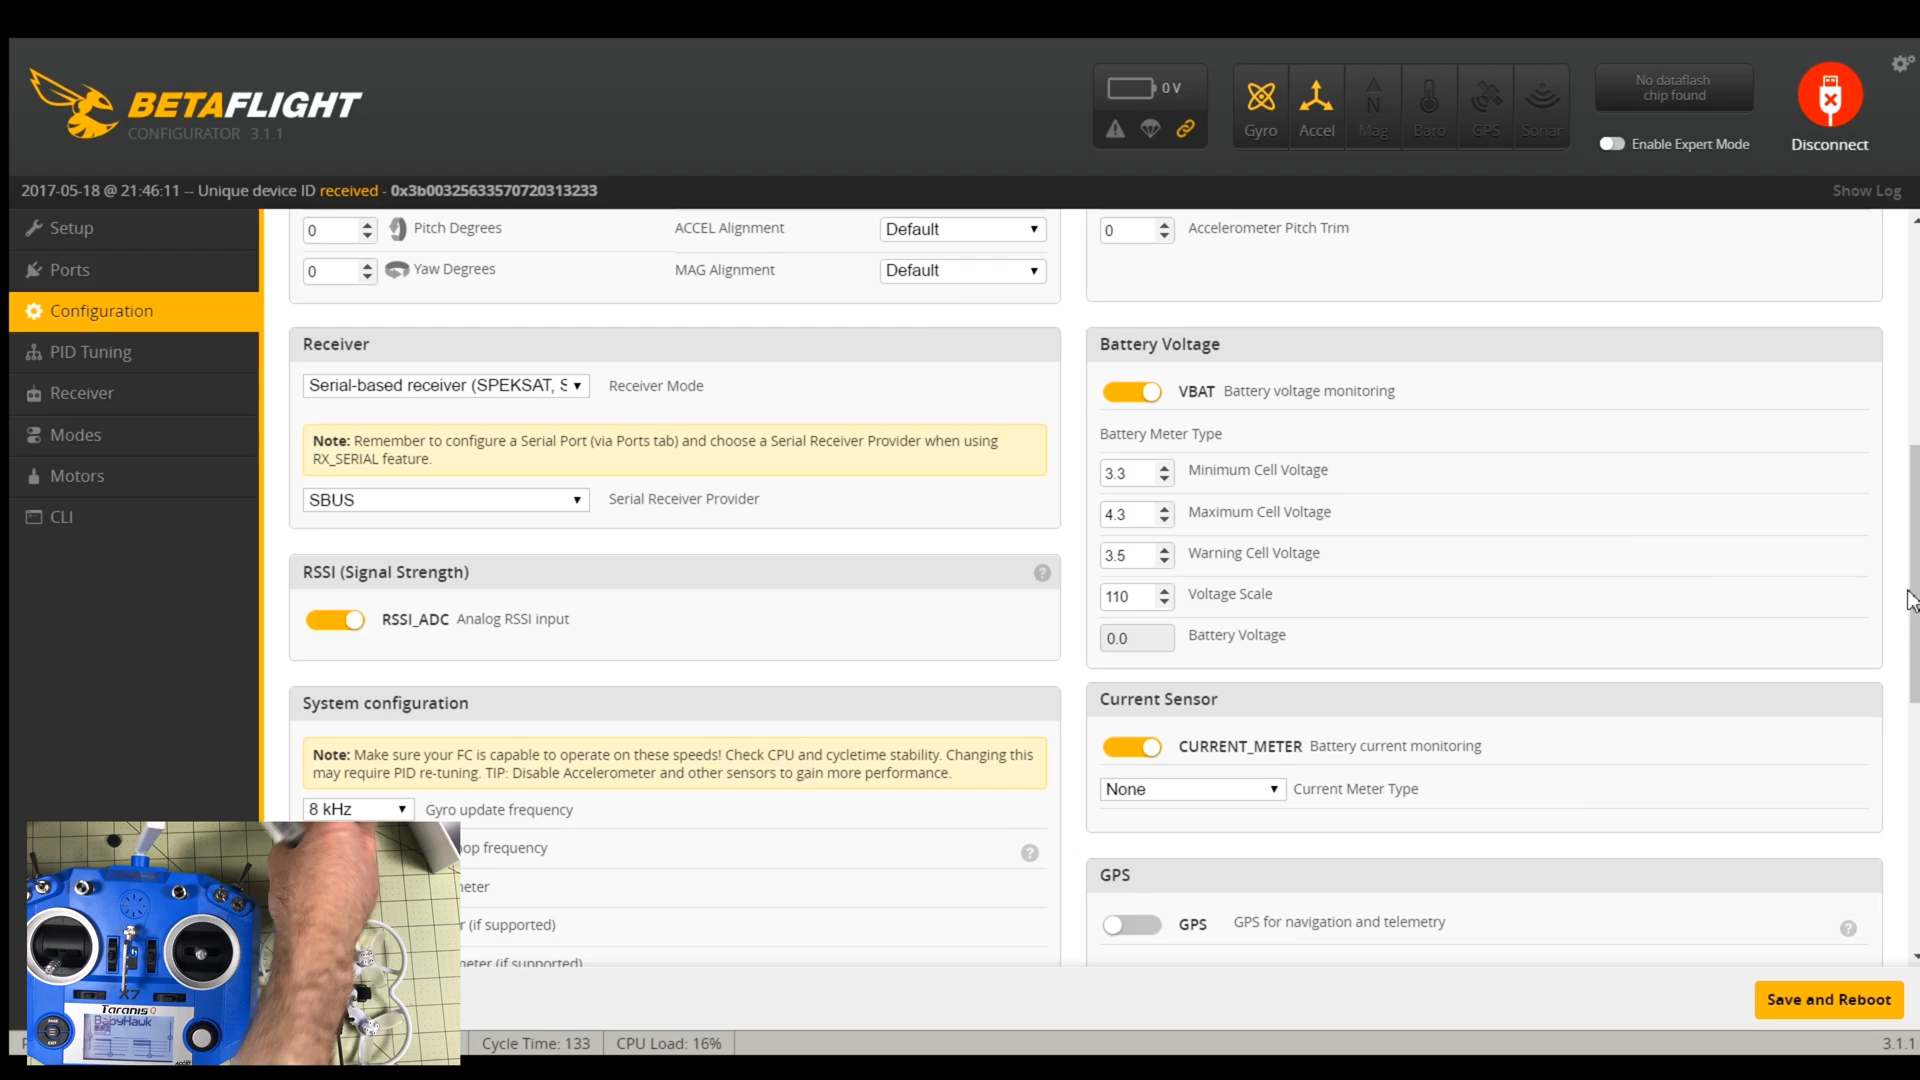 BETAFLIGHT
CONFIGURATOR 3.1.1
0 V
Gyro
Accel
Mag
Baro
GPS
Sonar
No dataflash
chip found
Enable Expert Mode
Disconnect
2017-05-18 @ 21:46:11 -- Unique device ID received - 0x3b00325633570720313233
Show Log
Setup
Ports
Configuration
PID Tuning
Receiver
Modes
Motors
CLI
0 Pitch Degrees
ACCEL Alignment Default
0 Yaw Degrees
MAG Alignment Default
0 Accelerometer Pitch Trim
Receiver
Serial-based receiver (SPEKSAT, S Receiver Mode
Note: Remember to configure a Serial Port (via Ports tab) and choose a Serial Receiver Provider when using
RX_SERIAL feature.
SBUS Serial Receiver Provider
RSSI (Signal Strength)
RSSI_ADC Analog RSSI input
System configuration
Note: Make sure your FC is capable to operate on these speeds! Check CPU and cycletime stability. Changing this
may require PID re-tuning. TIP: Disable Accelerometer and other sensors to gain more performance.
8 kHz Gyro update frequency
op frequency
meter
r (if supported)
meter (if supported)
Battery Voltage
VBAT Battery voltage monitoring
Battery Meter Type
3.3 Minimum Cell Voltage
4.3 Maximum Cell Voltage
3.5 Warning Cell Voltage
110 Voltage Scale
0.0 Battery Voltage
Current Sensor
CURRENT_METER Battery current monitoring
None Current Meter Type
GPS
GPS GPS for navigation and telemetry
Save and Reboot
Cycle Time: 133
CPU Load: 16%
3.1.1
X7
Taranis Q
BabyHawk